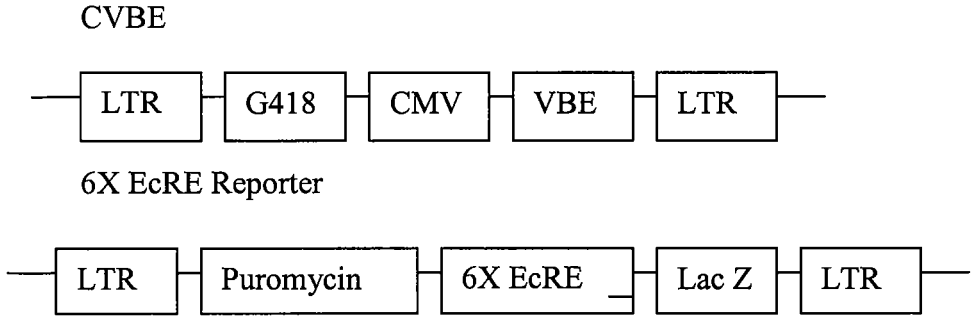 CVBE
LTR G418 CMV VBE LTR
6X EcRE Reporter
LTR Puromycin 6X EcRE Lac Z LTR